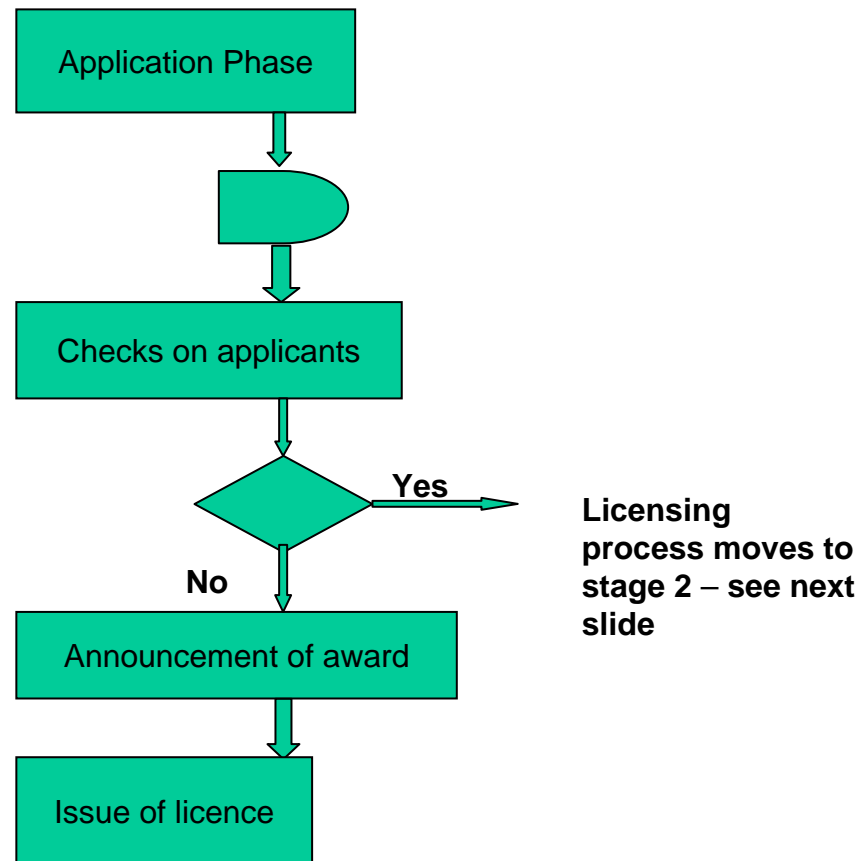 Application Phase
Checks on applicants
Yes
Licensing
process moves to
stage 2 – see next
slide
No
Announcement of award
Issue of licence